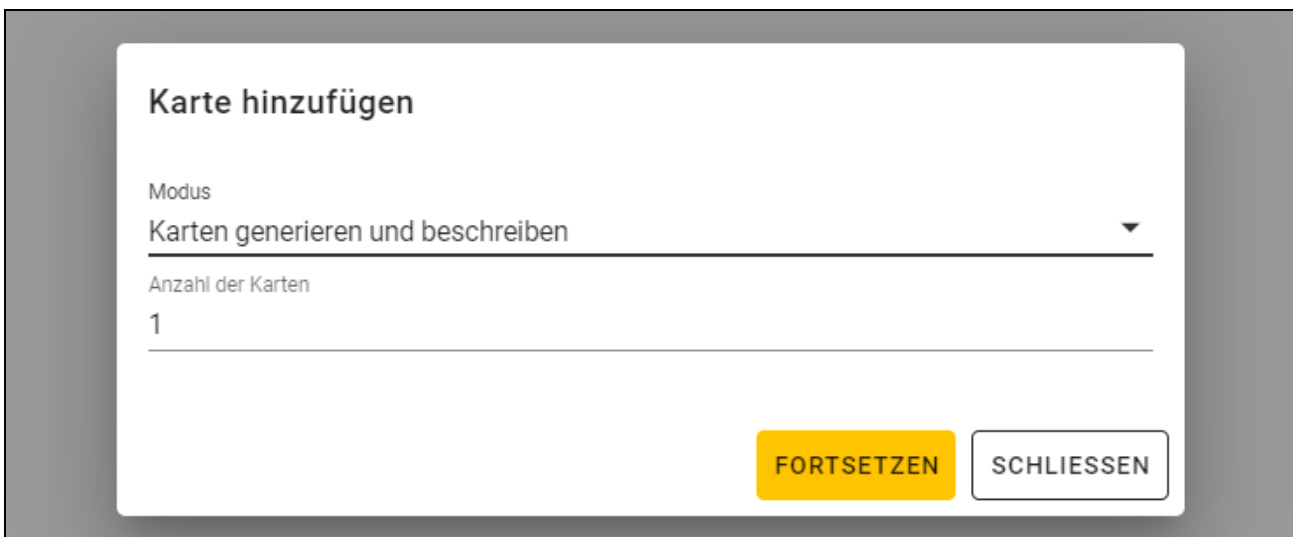 Karte hinzufügen
Modus
Karten generieren und beschreiben
Anzahl der Karten
1
FORTSETZEN SCHLIESSEN